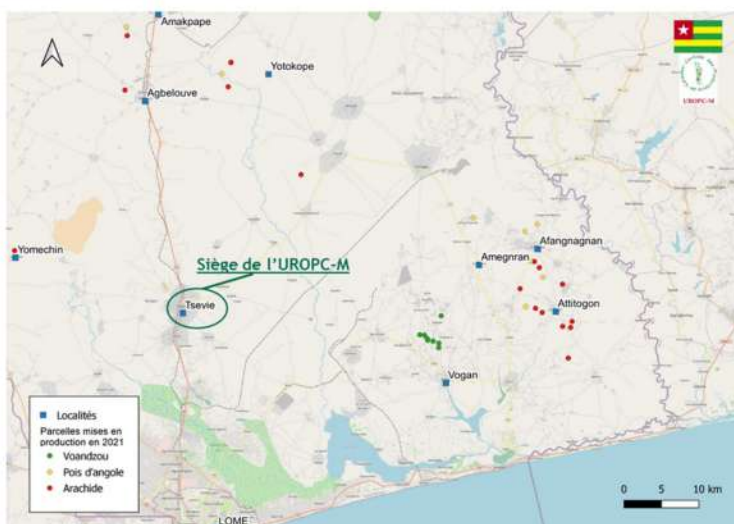 Amakpape
Yotokope
Agbelouve
UROPC-M
Yomechin
Siège de l'UROPC-M
Tsevie
Afangnagnan
Amegnran
Attitogon
Vogan
Localités
Parcelles mises en
production en 2021
Voandzou
Pois d'angole
Arachide
LOME
0 5 10 km